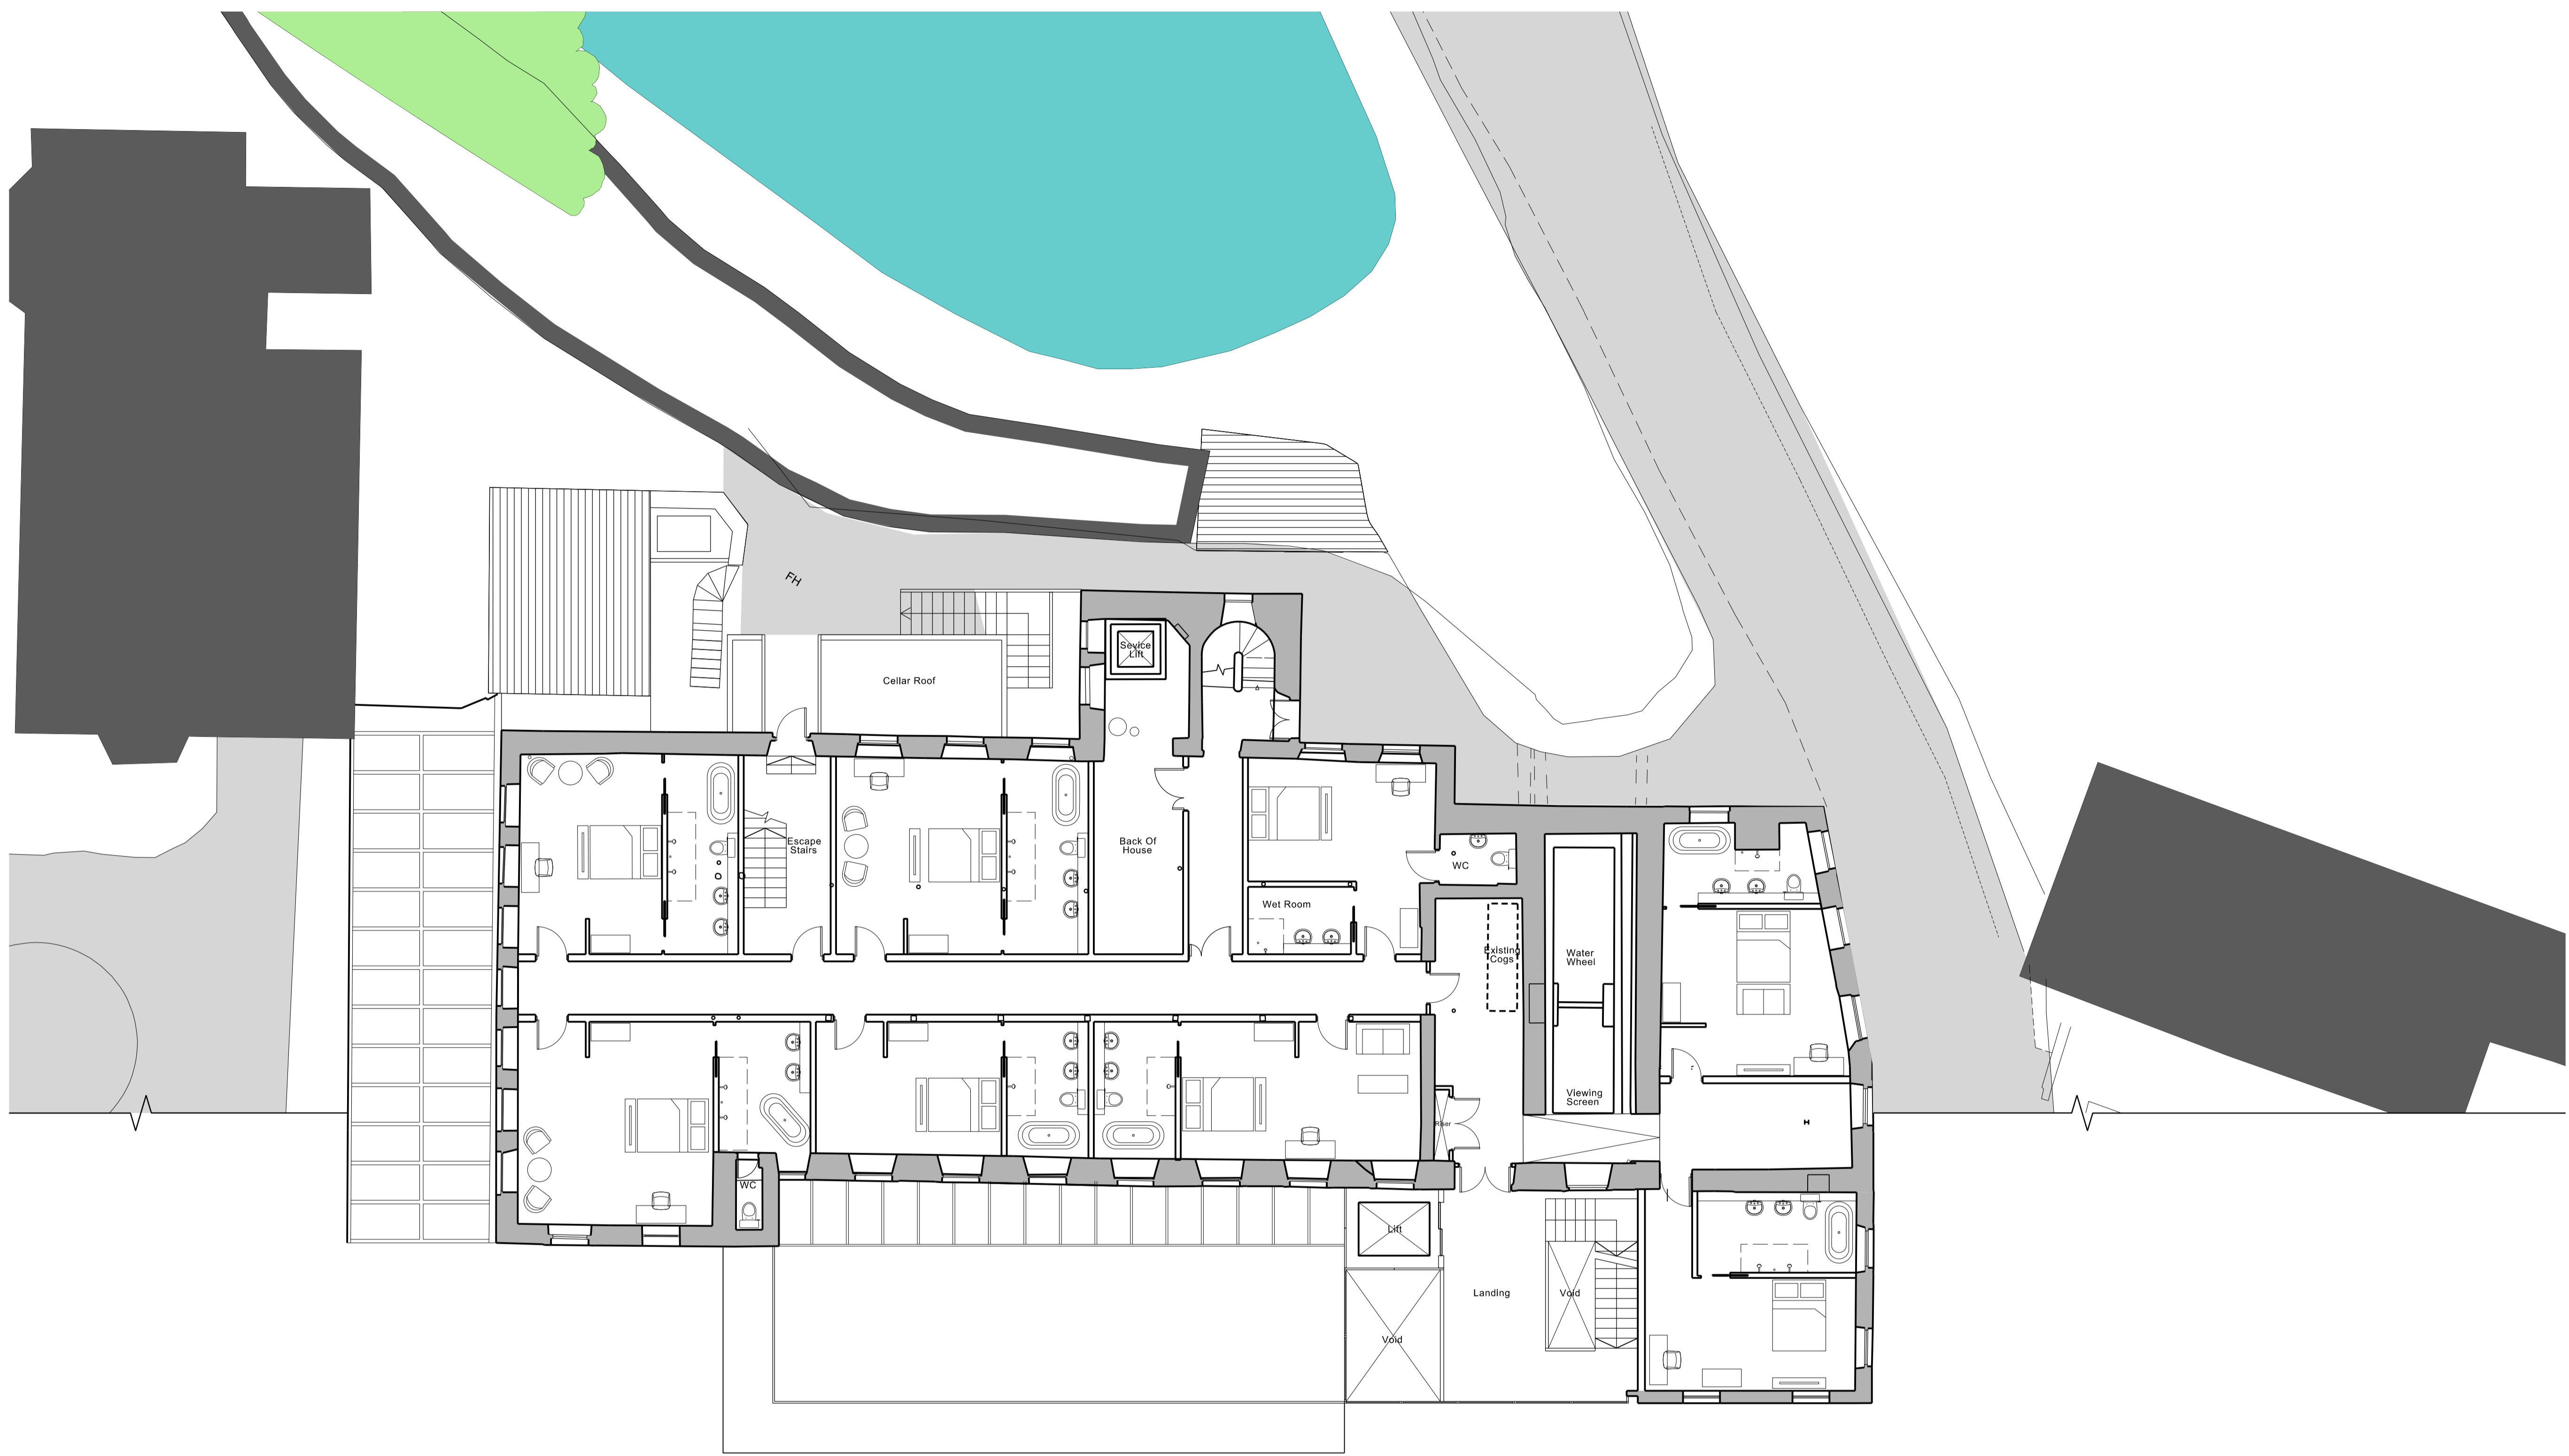 FH
Sevice
Lift
Cellar Roof
Escape
Stairs
Back Of
House
WC
Wet Room
Existing
Cogs
Water
Wheel
Viewing
Screen
Riser
WC
Lift
Landing
Void
Void
H